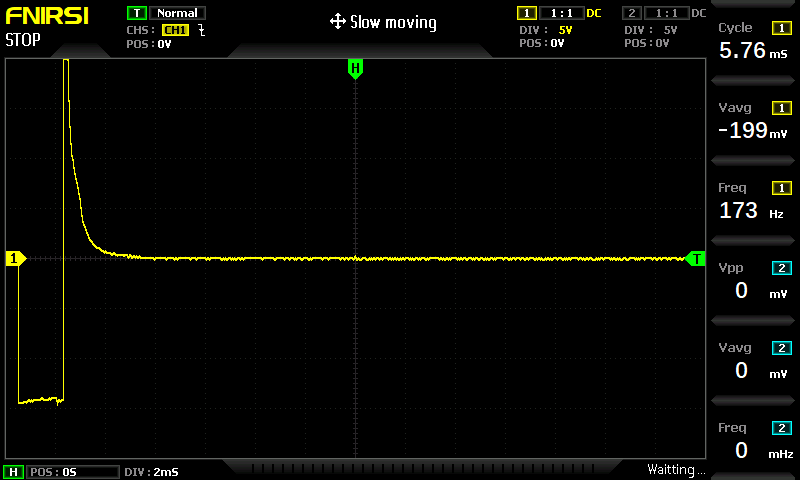 FNIRSI
STOP
T Normal
CHS: CH1
POS: 0V
Slow moving
1 1:1 DC
DIV: 5V
POS: 0V
2 1:1 DC
DIV: 5V
POS: 0V
H
1
T
Cycle 1
5.76 mS
Vavg 1
-199 mV
Freq 1
173 Hz
Vpp 2
0 mV
Vavg 2
0 mV
Freq 2
0 mHz
H POS: 0S DIV: 2mS
Waitting...